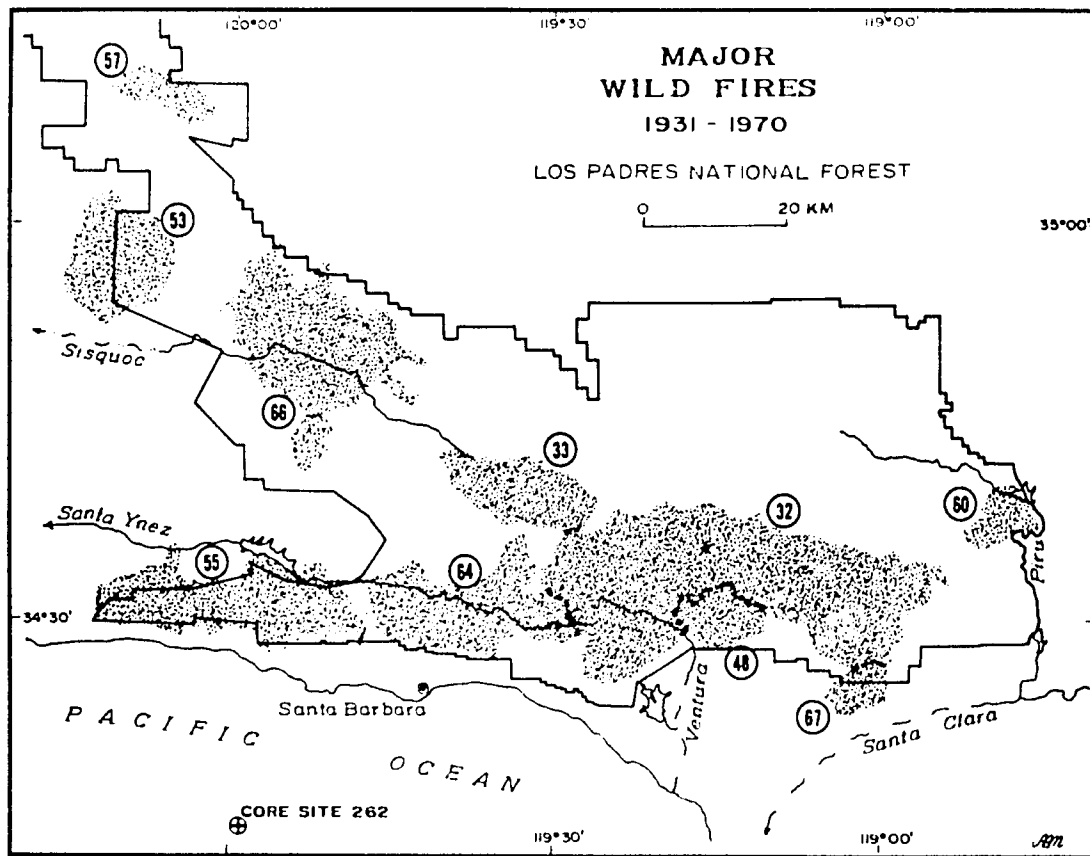 120°00'
119°30'
119°00'
57
MAJOR
WILD FIRES
1931 - 1970
LOS PADRES NATIONAL FOREST
0 20 KM
53
35°00'
Sisquoc
66
33
32
60
Santa Ynez
55
64
Piru
34°30'
48
Ventura
Santa Barbara
67
Santa Clara
PACIFIC
OCEAN
CORE SITE 262
119°30'
119°00'